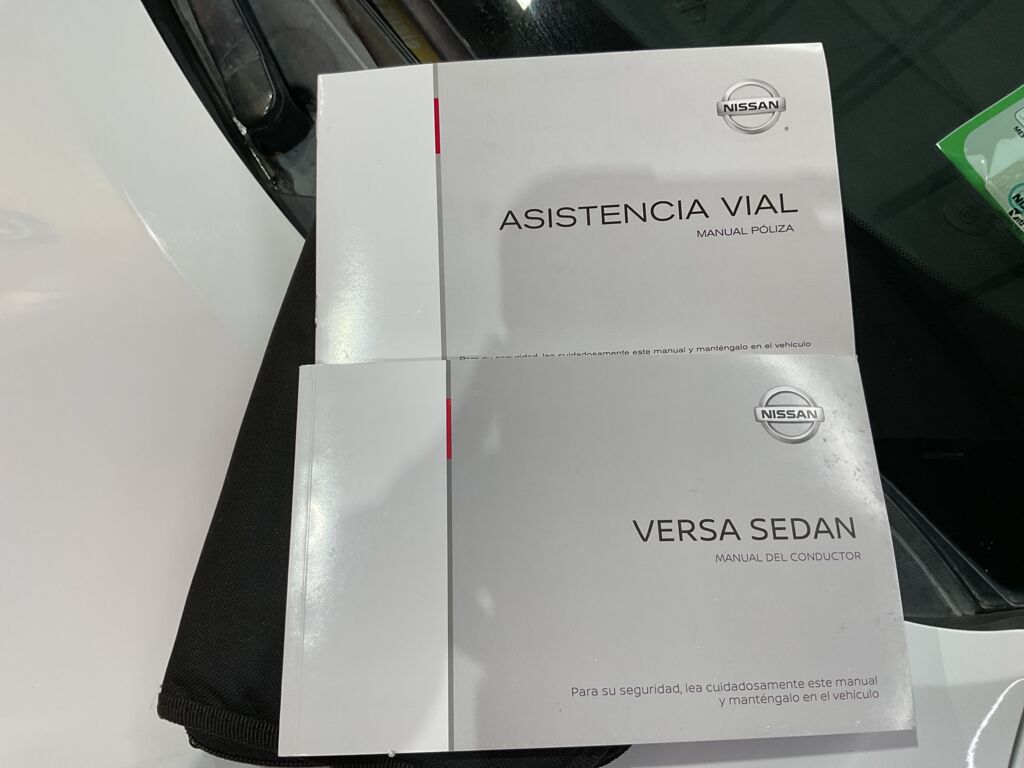 NISSAN
ASISTENCIA VIAL
MANUAL PÓLIZA
Para su seguridad, lea cuidadosamente este manual y manténgalo en el vehículo
NISSAN
VERSA SEDAN
MANUAL DEL CONDUCTOR
Para su seguridad, lea cuidadosamente este manual
y manténgalo en el vehículo